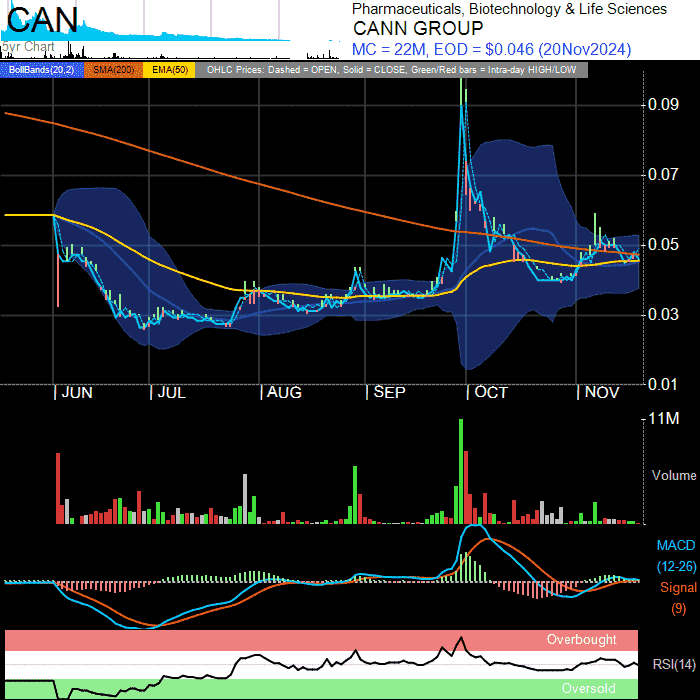 CAN
5yr Chart
Pharmaceuticals, Biotechnology & Life Sciences
CANN GROUP
MC = 22M, EOD = $0.046 (20Nov2024)
BollBands(20,2) SMA(200) EMA(50) OHLC Prices: Dashed = OPEN, Solid = CLOSE, Green/Red bars = Intra-day HIGH/LOW
0.09
0.07
0.05
0.03
0.01
JUN JUL AUG SEP OCT NOV
11M
Volume
MACD
(12-26)
Signal
(9)
Overbought
RSI(14)
Oversold